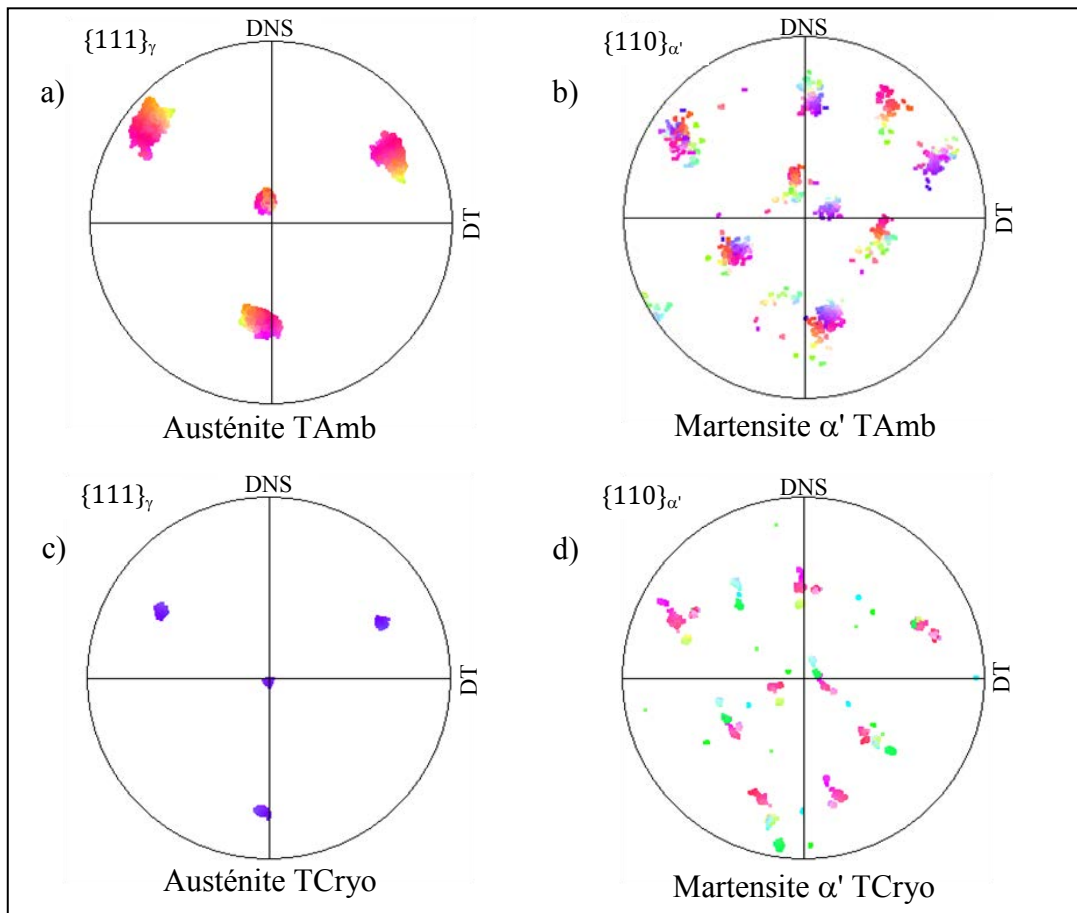 {111}γ
DNS
a)
DT
Austénite TAmb
{110}α'
DNS
b)
DT
Martensite α' TAmb
{111}γ
DNS
c)
DT
Austénite TCryo
{110}α'
DNS
d)
DT
Martensite α' TCryo